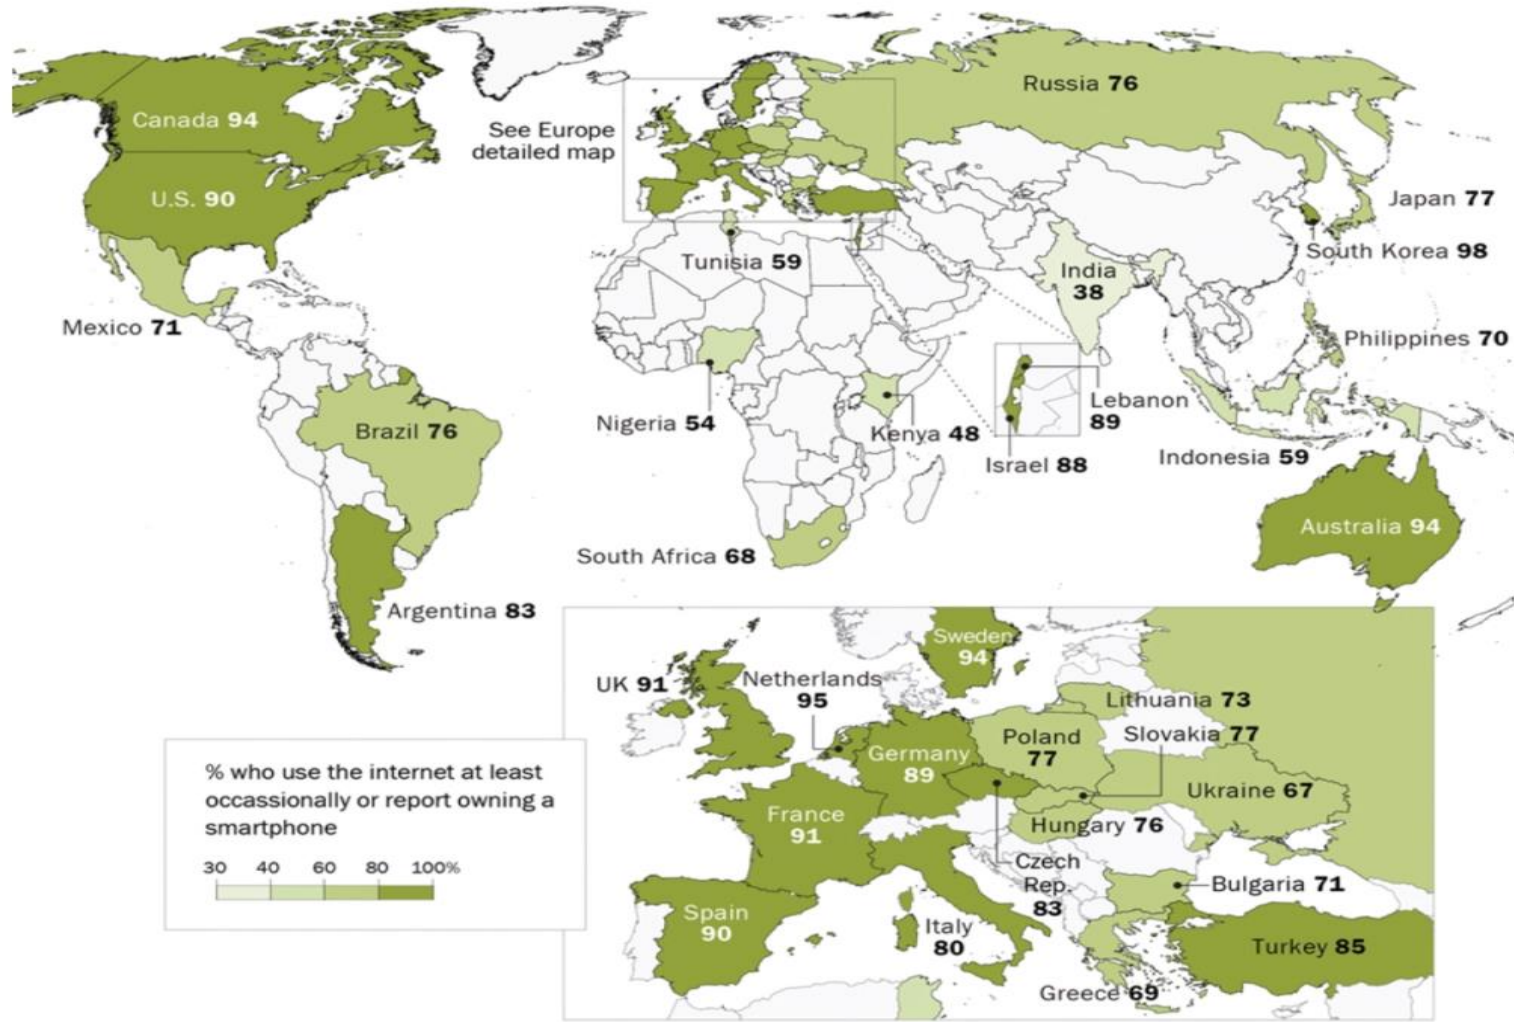 Canada 94
U.S. 90
Mexico 71
Brazil 76
Argentina 83
See Europe
detailed map
Russia 76
Japan 77
South Korea 98
Tunisia 59
India
38
Philippines 70
Nigeria 54
Kenya 48
Lebanon
89
Israel 88
Indonesia 59
South Africa 68
Australia 94
Sweden
94
UK 91
Netherlands
95
Lithuania 73
Slovakia 77
Poland
77
Germany
89
Ukraine 67
France
91
Hungary 76
Czech
Rep.
83
Bulgaria 71
Spain
90
Italy
80
Turkey 85
Greece 69
% who use the internet at least
occassionally or report owning a
smartphone
30 40 60 80 100%